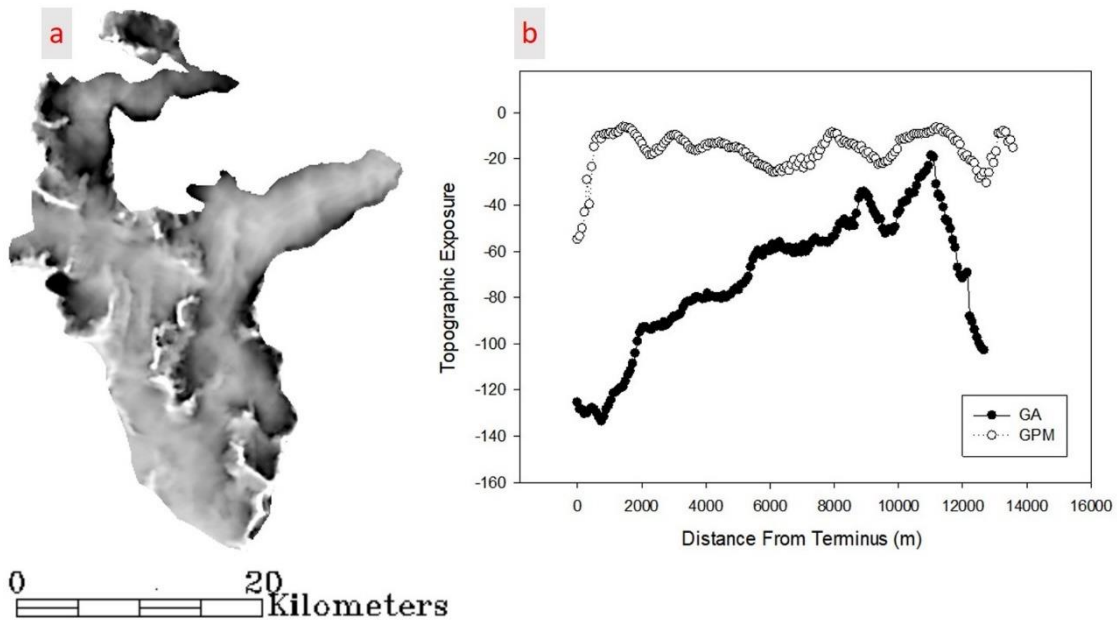 a
b
0
-20
-40
-60
-80
-100
-120
-140
-160
Topographic Exposure
GA
GPM
0 2000 4000 6000 8000 10000 12000 14000 16000
Distance From Terminus (m)
0 20
Kilometers